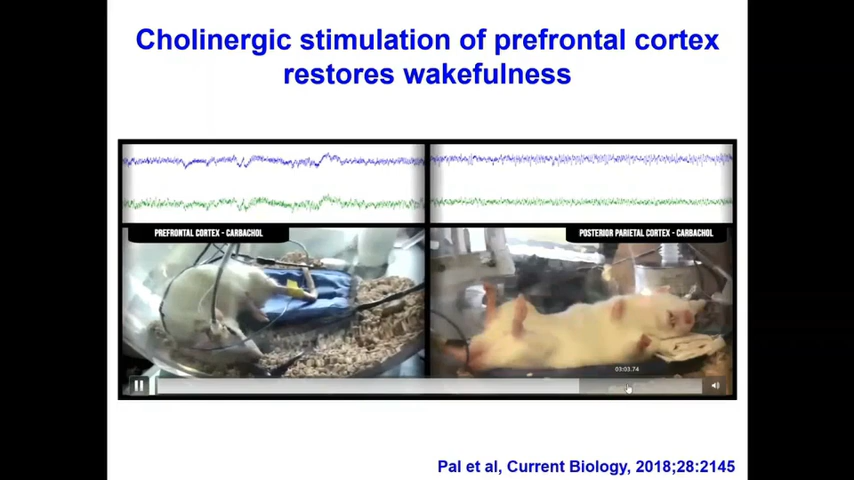 Cholinergic stimulation of prefrontal cortex
restores wakefulness
PREFRONTAL CORTEX - CARBACHOL
POSTERIOR PARIETAL CORTEX - CARBACHOL
03:03.74
Pal et al, Current Biology, 2018;28:2145